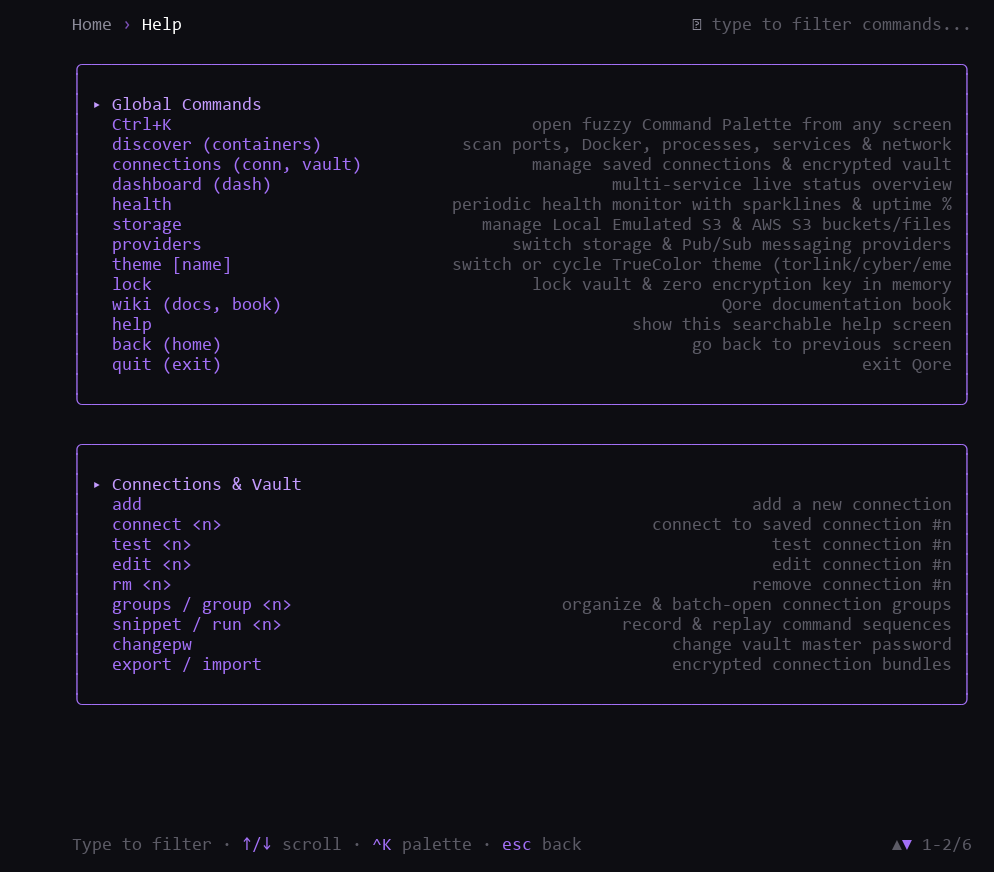 Home › Help
type to filter commands...
▸ Global Commands
Ctrl+K open fuzzy Command Palette from any screen
discover (containers) scan ports, Docker, processes, services & network
connections (conn, vault) manage saved connections & encrypted vault
dashboard (dash) multi-service live status overview
health periodic health monitor with sparklines & uptime %
storage manage Local Emulated S3 & AWS S3 buckets/files
providers switch storage & Pub/Sub messaging providers
theme [name] switch or cycle TrueColor theme (torlink/cyber/eme
lock lock vault & zero encryption key in memory
wiki (docs, book) Qore documentation book
help show this searchable help screen
back (home) go back to previous screen
quit (exit) exit Qore
▸ Connections & Vault
add add a new connection
connect <n> connect to saved connection #n
test <n> test connection #n
edit <n> edit connection #n
rm <n> remove connection #n
groups / group <n> organize & batch-open connection groups
snippet / run <n> record & replay command sequences
changepw change vault master password
export / import encrypted connection bundles
Type to filter · ↑/↓ scroll · ^K palette · esc back
▲▼ 1-2/6